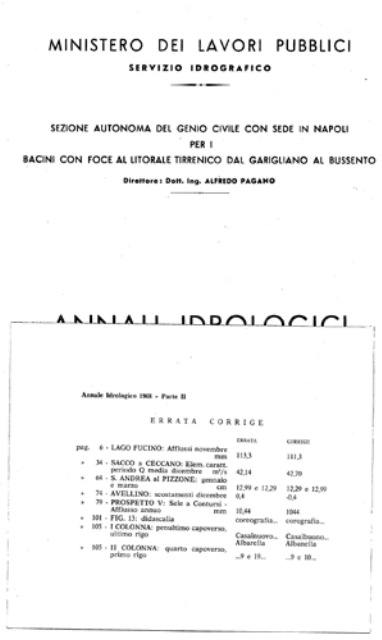 MINISTERO DEI LAVORI PUBBLICI
SERVIZIO IDROGRAFICO
SEZIONE AUTONOMA DEL GENIO CIVILE CON SEDE IN NAPOLI
PER I
BACINI CON FOCE AL LITORALE TIRRENICO DAL GARIGLIANO AL BUSSENTO
Direttore: Dott. Ing. ALFREDO PAGANO
ANNALI IDROLOGICI
Annale Idrologico 1968 - Parte II
ERRATA CORRIGE
ERRATA CORRIGE
pag. 6 - LAGO FUCINO: Afflussi novembre
mm 113,3 111,3
» 34 - SACCO a CECCANO: Elem. caratt.
periodo Q media dicembre m³/s 42,14 42,70
» 64 - S. ANDREA al PIZZONE: gennaio
e marzo cm 12,99 e 12,29 12,29 e 12,99
» 74 - AVELLINO: scostamenti dicembre 0,4 -0,4
» 79 - PROSPETTO V: Sele a Contursi -
Afflusso annuo mm 10,44 1044
» 101 - FIG. 13: didascalia coreografia... corografia...
» 105 - I COLONNA: penultimo capoverso,
ultimo rigo Casalnuovo... Casalbuono...
Albarella Albanella
» 105 - II COLONNA: quarto capoverso,
primo rigo ...9 e 19... ...9 e 10...